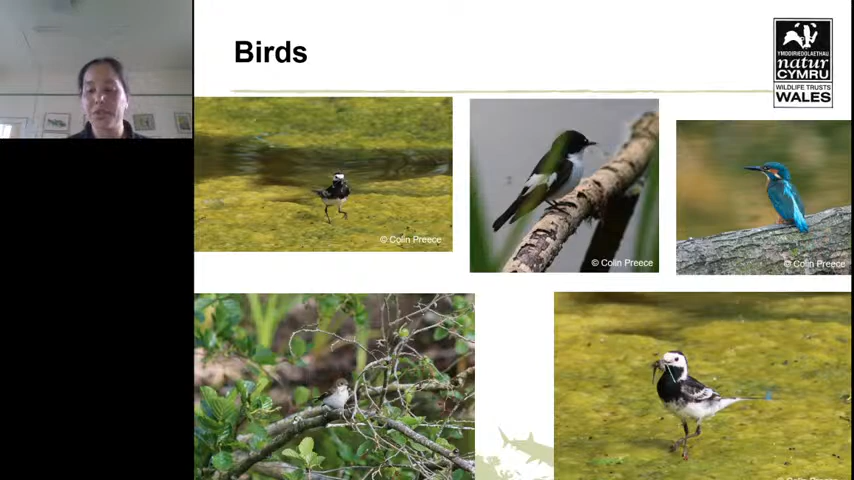 Birds
YMDDIRIEDOLAETHAU
natur
CYMRU
WILDLIFE TRUSTS
WALES
© Colin Preece
© Colin Preece
© Colin Preece